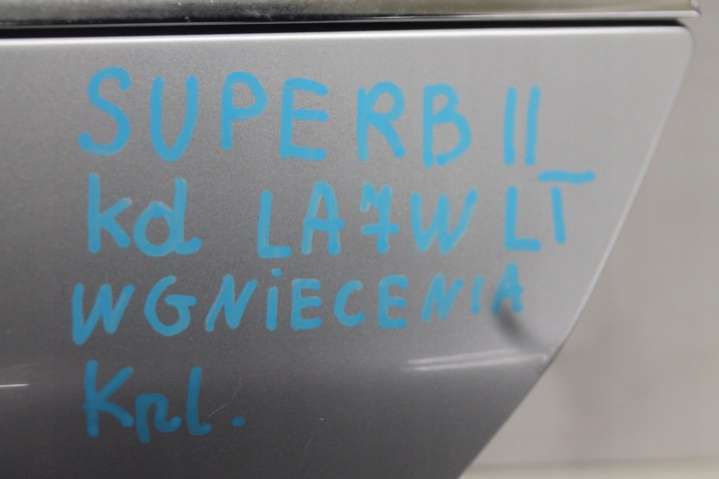 SUPERB II
kd LA7W LT
WGNIECENIA
Kpl.